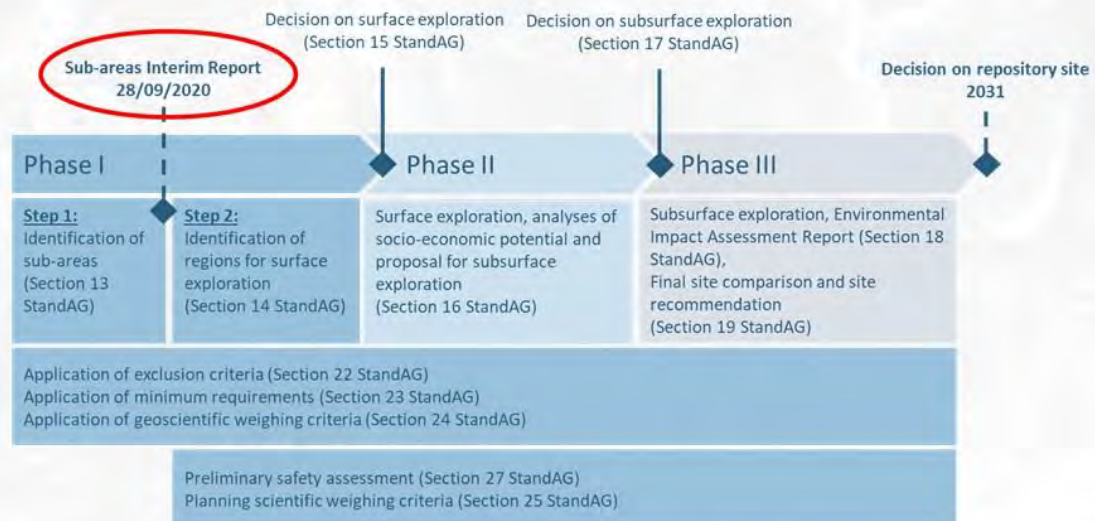 Decision on surface exploration
(Section 15 StandAG)
Decision on subsurface exploration
(Section 17 StandAG)
Sub-areas Interim Report
28/09/2020
Decision on repository site
2031
Phase I
Phase II
Phase III
Step 1:
Identification of
sub-areas
(Section 13
StandAG)
Step 2:
Identification of
regions for surface
exploration
(Section 14 StandAG)
Surface exploration, analyses of
socio-economic potential and
proposal for subsurface
exploration
(Section 16 StandAG)
Subsurface exploration, Environmental
Impact Assessment Report (Section 18
StandAG),
Final site comparison and site
recommendation
(Section 19 StandAG)
Application of exclusion criteria (Section 22 StandAG)
Application of minimum requirements (Section 23 StandAG)
Application of geoscientific weighing criteria (Section 24 StandAG)
Preliminary safety assessment (Section 27 StandAG)
Planning scientific weighing criteria (Section 25 StandAG)